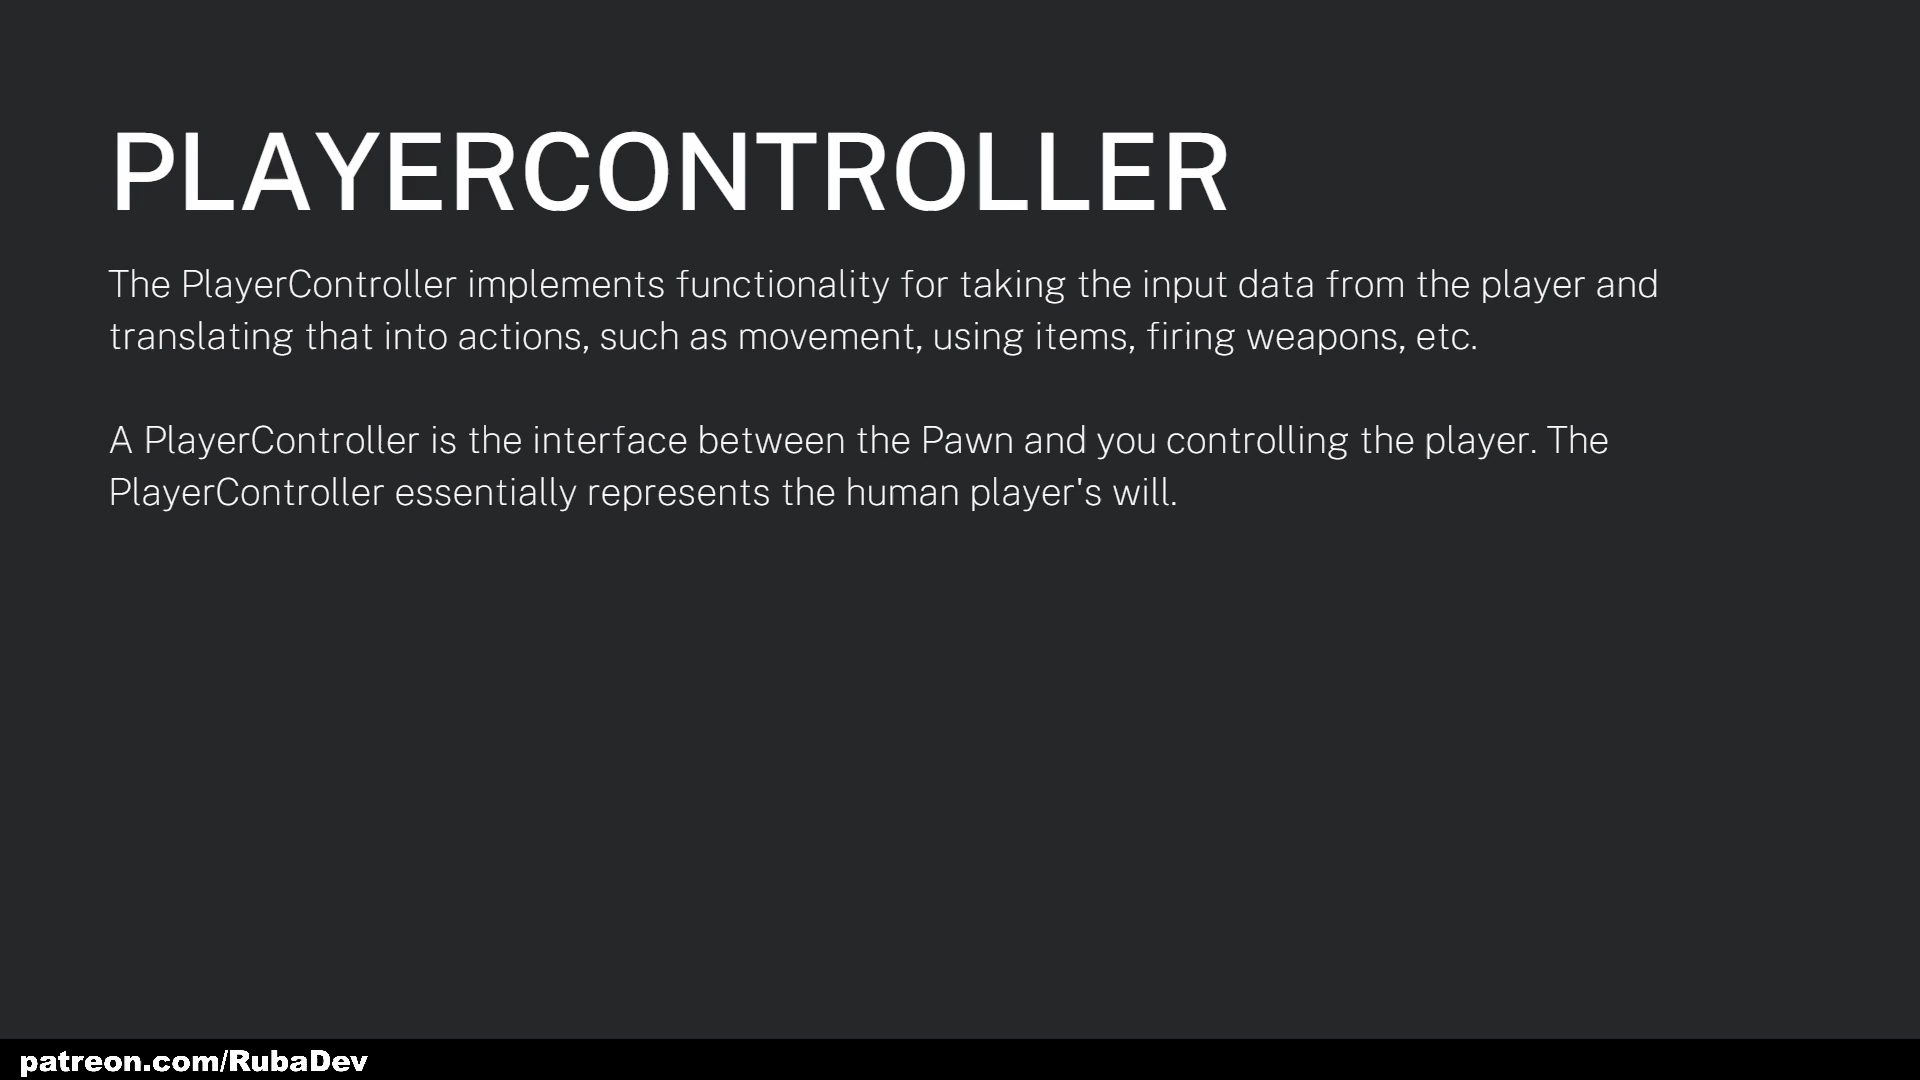 PLAYERCONTROLLER
The PlayerController implements functionality for taking the input data from the player and
translating that into actions, such as movement, using items, firing weapons, etc.
A PlayerController is the interface between the Pawn and you controlling the player. The
PlayerController essentially represents the human player's will.
patreon.com/RubaDev